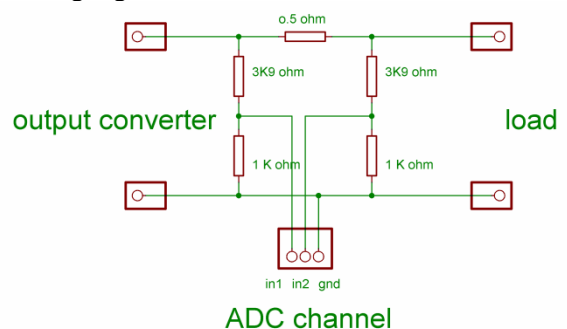 o.5 ohm
3K9 ohm
3K9 ohm
output converter
load
1 K ohm
1 K ohm
in1 in2 gnd
ADC channel